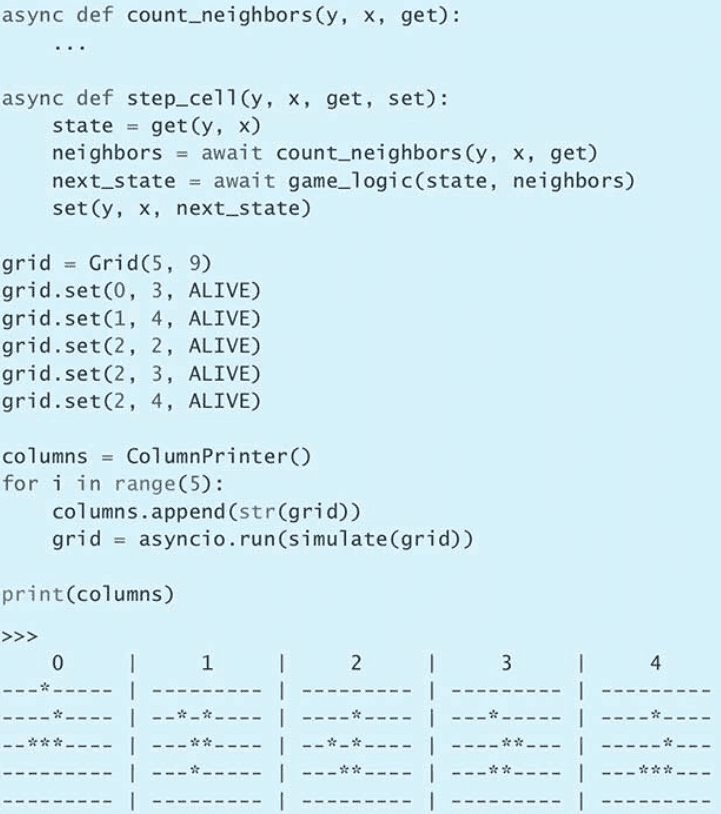 async def count_neighbors(y, x, get):
    ...
async def step_cell(y, x, get, set):
    state = get(y, x)
    neighbors = await count_neighbors(y, x, get)
    next_state = await game_logic(state, neighbors)
    set(y, x, next_state)
grid = Grid(5, 9)
grid.set(0, 3, ALIVE)
grid.set(1, 4, ALIVE)
grid.set(2, 2, ALIVE)
grid.set(2, 3, ALIVE)
grid.set(2, 4, ALIVE)
columns = ColumnPrinter()
for i in range(5):
    columns.append(str(grid))
    grid = asyncio.run(simulate(grid))
print(columns)
>>>
    0     |     1     |     2     |     3     |     4
---*----- | --------- | --------- | --------- | ---------
----*---- | --*-*---- | ----*---- | ---*----- | ----*----
--***---- | ---**---- | --*-*---- | ----**--- | -----*---
--------- | ---*----- | ---**---- | ---**---- | ---***---
--------- | --------- | --------- | --------- | ---------